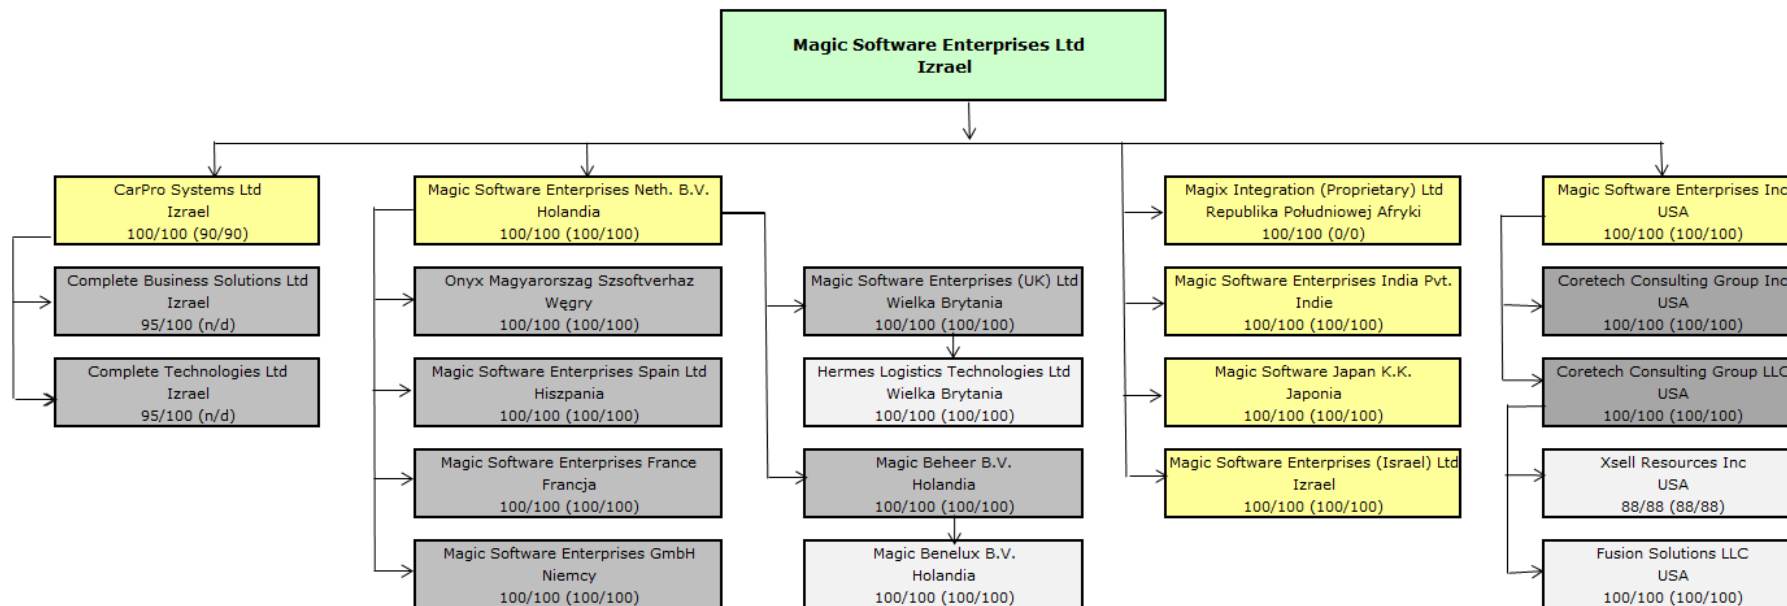 Magic Software Enterprises Ltd
Izrael
CarPro Systems Ltd
Izrael
100/100 (90/90)
Complete Business Solutions Ltd
Izrael
95/100 (n/d)
Complete Technologies Ltd
Izrael
95/100 (n/d)
Magic Software Enterprises Neth. B.V.
Holandia
100/100 (100/100)
Onyx Magyarorszag Szsoftverhaz
Węgry
100/100 (100/100)
Magic Software Enterprises Spain Ltd
Hiszpania
100/100 (100/100)
Magic Software Enterprises France
Francja
100/100 (100/100)
Magic Software Enterprises GmbH
Niemcy
100/100 (100/100)
Magic Software Enterprises (UK) Ltd
Wielka Brytania
100/100 (100/100)
Hermes Logistics Technologies Ltd
Wielka Brytania
100/100 (100/100)
Magic Beheer B.V.
Holandia
100/100 (100/100)
Magic Benelux B.V.
Holandia
100/100 (100/100)
Magix Integration (Proprietary) Ltd
Republika Południowej Afryki
100/100 (0/0)
Magic Software Enterprises India Pvt.
Indie
100/100 (100/100)
Magic Software Japan K.K.
Japonia
100/100 (100/100)
Magic Software Enterprises (Israel) Ltd
Izrael
100/100 (100/100)
Magic Software Enterprises Inc
USA
100/100 (100/100)
Coretech Consulting Group Inc
USA
100/100 (100/100)
Coretech Consulting Group LLC
USA
100/100 (100/100)
Xsell Resources Inc
USA
88/88 (88/88)
Fusion Solutions LLC
USA
100/100 (100/100)